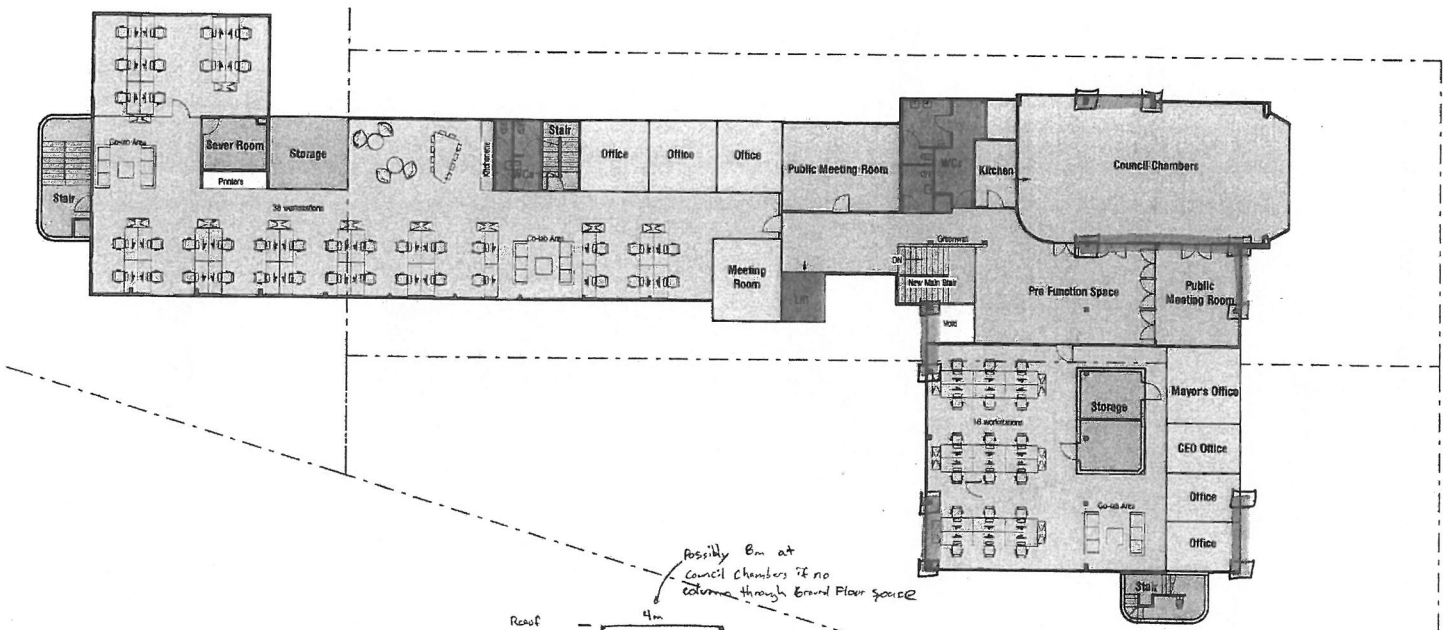 Co-lab Area
Sever Room
Storage
Printers
Stair
38 workstations
Kitchenette
WCs
Stair
Office
Office
Office
Public Meeting Room
WCs
Kitchen
Council Chambers
Co-lab Area
Meeting
Room
Lift
Greenwall
DN
New Main Stair
Void
Pre Function Space
Public
Meeting Room
Storage
18 workstations
Mayor's Office
CEO Office
Office
Office
Co-lab Area
Stair
Possibly 8m at
Council Chambers if no
columns through Ground Floor space
Roof
4m